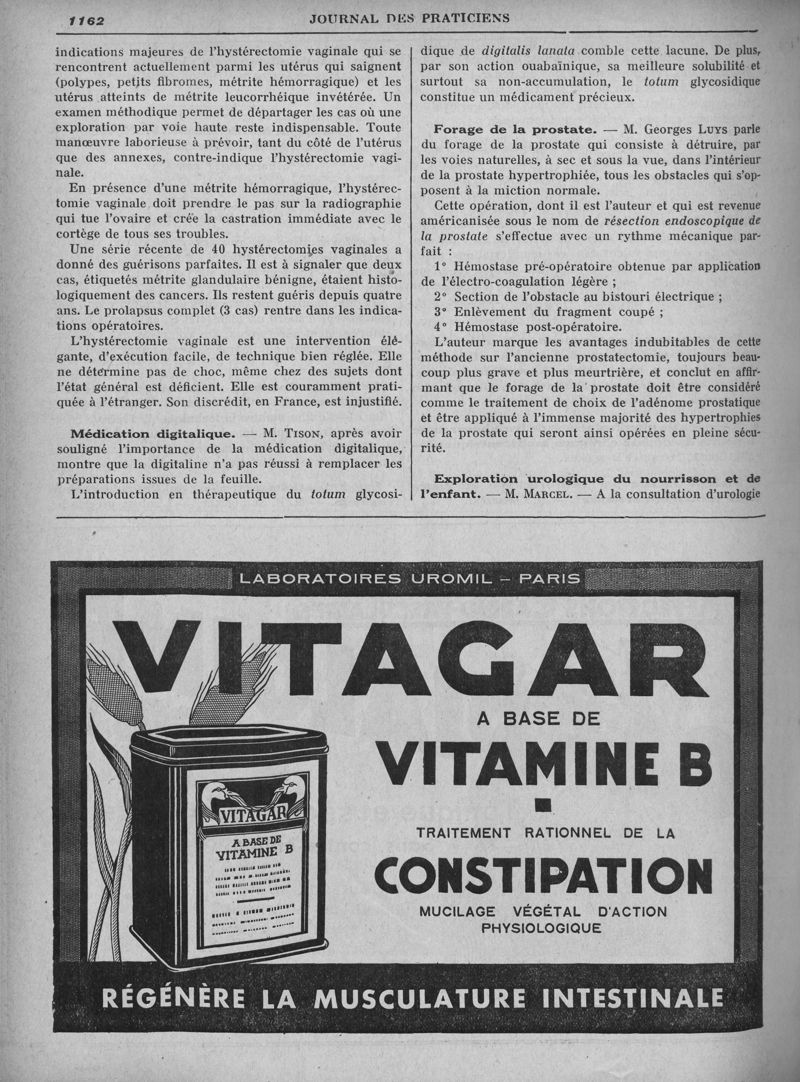 1162
JOURNAL DES PRATICIENS
indications majeures de l'hystérectomie vaginale qui se
rencontrent actuellement parmi les utérus qui saignent
(polypes, petits fibromes, métrite hémorragique) et les
utérus atteints de métrite leucorrhéique invétérée. Un
examen méthodique permet de départager les cas où une
exploration par voie haute reste indispensable. Toute
manœuvre laborieuse à prévoir, tant du côté de l'utérus
que des annexes, contre-indique l'hystérectomie vagi-
nale.
En présence d'une métrite hémorragique, l'hystérec-
tomie vaginale doit prendre le pas sur la radiographie
qui tue l'ovaire et crée la castration immédiate avec le
cortège de tous ses troubles.
Une série récente de 40 hystérectomies vaginales a
donné des guérisons parfaites. Il est à signaler que deux
cas, étiquetés métrite glandulaire bénigne, étaient histo-
logiquement des cancers. Ils restent guéris depuis quatre
ans. Le prolapsus complet (3 cas) rentre dans les indica-
tions opératoires.
L'hystérectomie vaginale est une intervention élé-
gante, d'exécution facile, de technique bien réglée. Elle
ne détermine pas de choc, même chez des sujets dont
l'état général est déficient. Elle est couramment prati-
quée à l'étranger. Son discrédit, en France, est injustifié.
Médication digitalique. — M. TISON, après avoir
souligné l'importance de la médication digitalique,
montre que la digitaline n'a pas réussi à remplacer les
préparations issues de la feuille.
L'introduction en thérapeutique du totum glycosi-
dique de digitalis lanata comble cette lacune. De plus,
par son action ouabaïnique, sa meilleure solubilité et
surtout sa non-accumulation, le totum glycosidique
constitue un médicament précieux.
Forage de la prostate. — M. Georges LUYS parle
du forage de la prostate qui consiste à détruire, par
les voies naturelles, à sec et sous la vue, dans l'intérieur
de la prostate hypertrophiée, tous les obstacles qui s'op-
posent à la miction normale.
Cette opération, dont il est l'auteur et qui est revenue
américanisée sous le nom de résection endoscopique de
la prostate s'effectue avec un rythme mécanique par-
fait :
1° Hémostase pré-opératoire obtenue par application
de l'électro-coagulation légère ;
2° Section de l'obstacle au bistouri électrique ;
3° Enlèvement du fragment coupé ;
4° Hémostase post-opératoire.
L'auteur marque les avantages indubitables de cette
méthode sur l'ancienne prostatectomie, toujours beau-
coup plus grave et plus meurtrière, et conclut en affir-
mant que le forage de la prostate doit être considéré
comme le traitement de choix de l'adénome prostatique
et être appliqué à l'immense majorité des hypertrophies
de la prostate qui seront ainsi opérées en pleine sécu-
rité.
Exploration urologique du nourrisson et de
l'enfant. — M. MARCEL. — A la consultation d'urologie
LABORATOIRES UROMIL – PARIS
VITAGAR
A BASE DE
VITAMINE B
TRAITEMENT RATIONNEL DE LA
CONSTIPATION
MUCILAGE VÉGÉTAL D'ACTION
PHYSIOLOGIQUE
VITAGAR
A BASE DE
VITAMINE B
RÉGÉNÈRE LA MUSCULATURE INTESTINALE